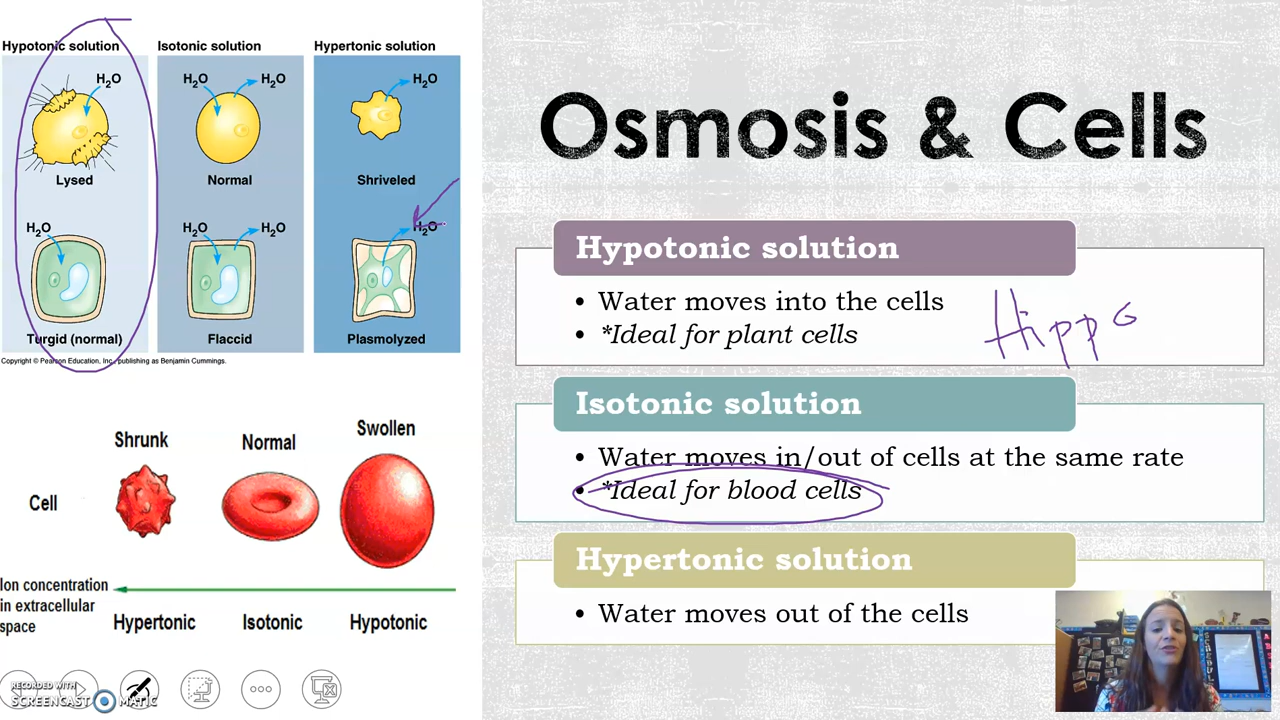 Hypotonic solution
Isotonic solution
Hypertonic solution
H2O
H2O
H2O
H2O
Lysed
Normal
Shriveled
H2O
H2O
H2O
H2O
Turgid (normal)
Flaccid
Plasmolyzed
Copyright © Pearson Education, Inc., publishing as Benjamin Cummings.
Shrunk
Normal
Swollen
Cell
Ion concentration
in extracellular
space
Hypertonic
Isotonic
Hypotonic
RECORDED WITH
SCREENCAST MATIC
Osmosis & Cells
Hypotonic solution
• Water moves into the cells
• *Ideal for plant cells
Hippo
Isotonic solution
• Water moves in/out of cells at the same rate
• *Ideal for blood cells
Hypertonic solution
• Water moves out of the cells